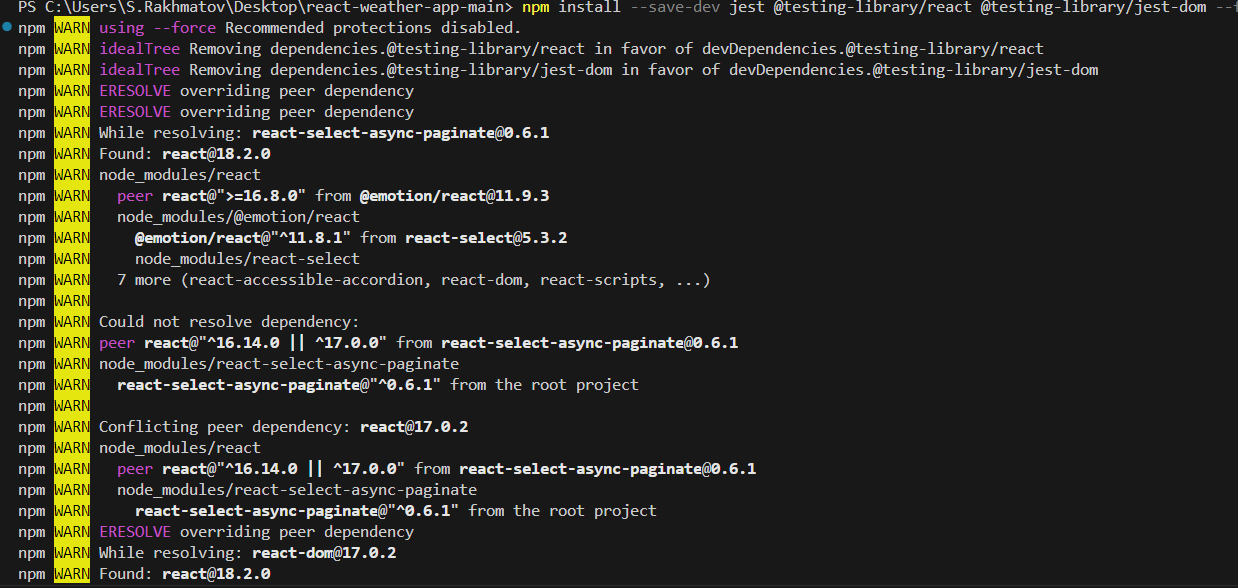 PS C:\Users\S.Rakhmatov\Desktop\react-weather-app-main> npm install --save-dev jest @testing-library/react @testing-library/jest-dom --f
npm WARN using --force Recommended protections disabled.
npm WARN idealTree Removing dependencies.@testing-library/react in favor of devDependencies.@testing-library/react
npm WARN idealTree Removing dependencies.@testing-library/jest-dom in favor of devDependencies.@testing-library/jest-dom
npm WARN ERESOLVE overriding peer dependency
npm WARN ERESOLVE overriding peer dependency
npm WARN While resolving: react-select-async-paginate@0.6.1
npm WARN Found: react@18.2.0
npm WARN node_modules/react
npm WARN   peer react@">=16.8.0" from @emotion/react@11.9.3
npm WARN   node_modules/@emotion/react
npm WARN     @emotion/react@"^11.8.1" from react-select@5.3.2
npm WARN     node_modules/react-select
npm WARN   7 more (react-accessible-accordion, react-dom, react-scripts, ...)
npm WARN
npm WARN Could not resolve dependency:
npm WARN peer react@"^16.14.0 || ^17.0.0" from react-select-async-paginate@0.6.1
npm WARN node_modules/react-select-async-paginate
npm WARN   react-select-async-paginate@"^0.6.1" from the root project
npm WARN
npm WARN Conflicting peer dependency: react@17.0.2
npm WARN node_modules/react
npm WARN   peer react@"^16.14.0 || ^17.0.0" from react-select-async-paginate@0.6.1
npm WARN   node_modules/react-select-async-paginate
npm WARN     react-select-async-paginate@"^0.6.1" from the root project
npm WARN ERESOLVE overriding peer dependency
npm WARN While resolving: react-dom@17.0.2
npm WARN Found: react@18.2.0